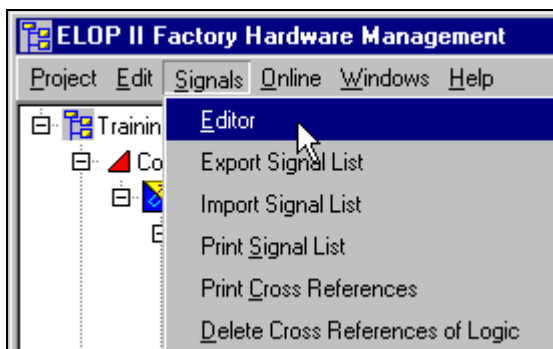 ELOP II Factory Hardware Management
Project Edit Signals Online Windows Help
Editor
Export Signal List
Import Signal List
Print Signal List
Print Cross References
Delete Cross References of Logic